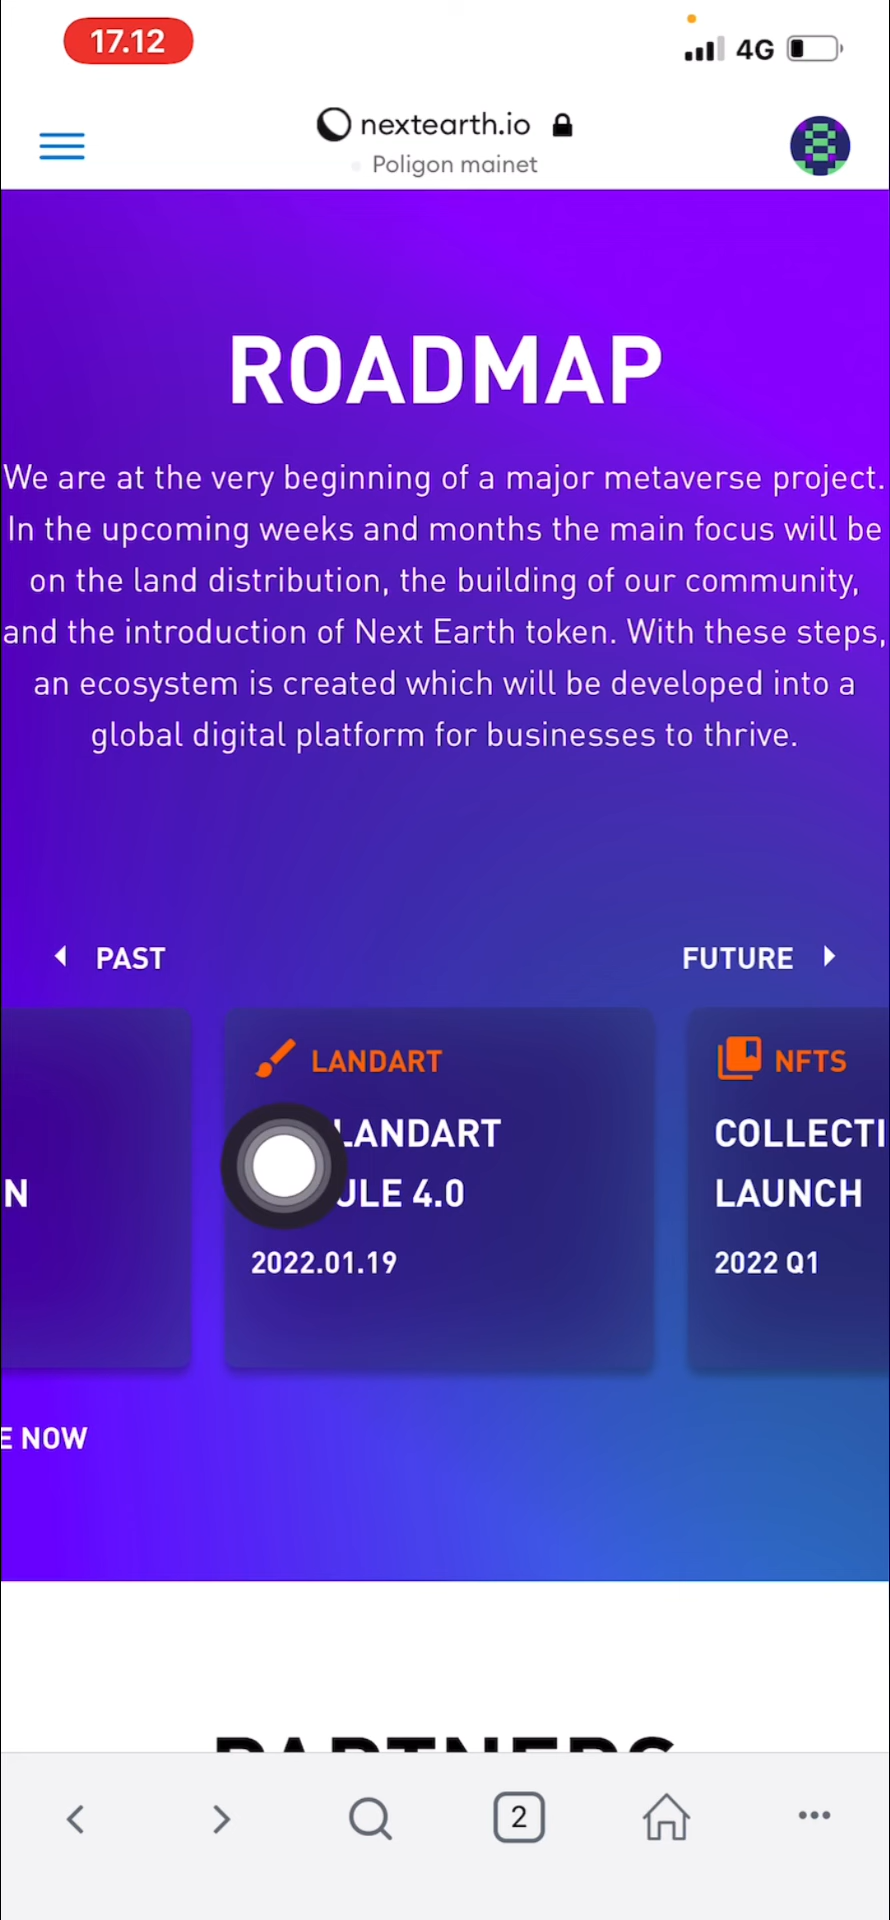 17.12
4G
nextearth.io
Poligon mainet
ROADMAP
We are at the very beginning of a major metaverse project.
In the upcoming weeks and months the main focus will be
on the land distribution, the building of our community,
and the introduction of Next Earth token. With these steps,
an ecosystem is created which will be developed into a
global digital platform for businesses to thrive.
PAST
FUTURE
N
LANDART
LANDART
ULE 4.0
2022.01.19
NFTS
COLLECTI
LAUNCH
2022 Q1
E NOW
PARTNERS
2